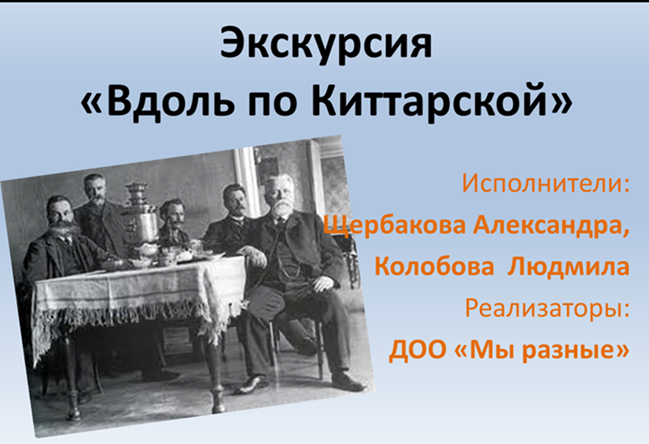 Экскурсия
«Вдоль по Киттарской»
Исполнители:
Щербакова Александра,
Колобова Людмила
Реализаторы:
ДОО «Мы разные»